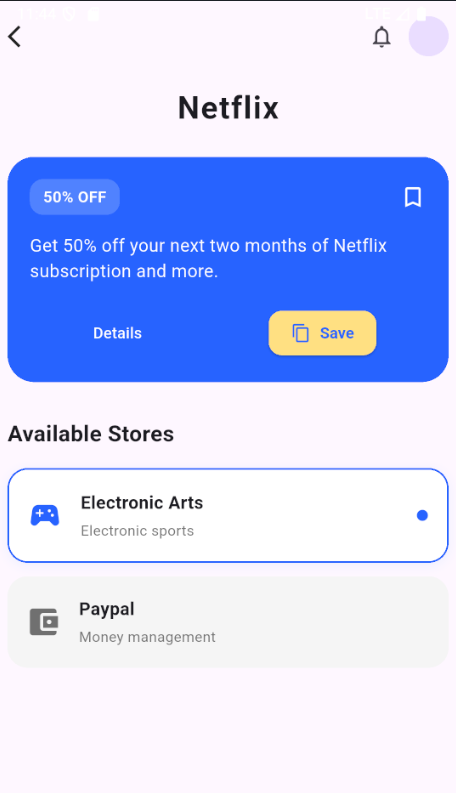 Netflix
50% OFF
Get 50% off your next two months of Netflix
subscription and more.
Details
Save
Available Stores
Electronic Arts
Electronic sports
Paypal
Money management